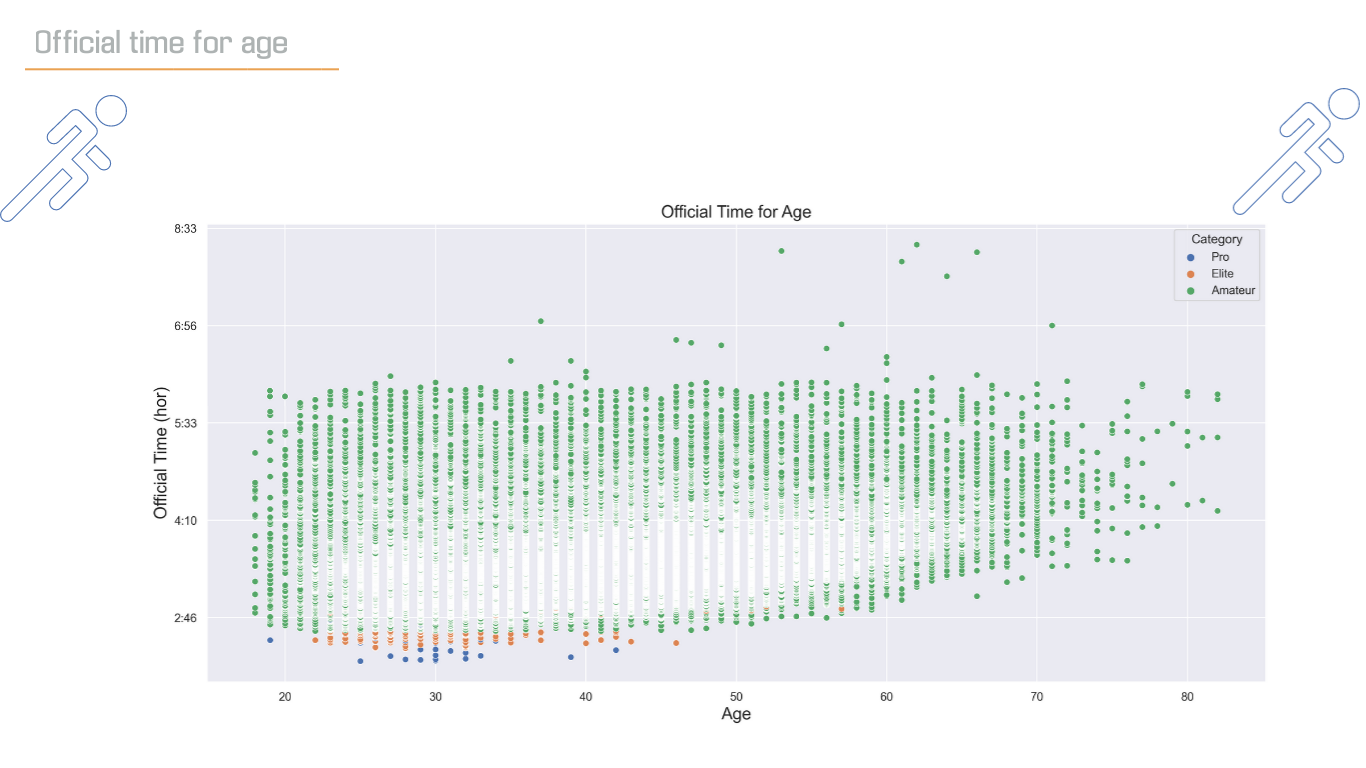 Official time for age
Official Time for Age
8:33
6:56
5:33
4:10
2:46
Official Time (hor)
Category
Pro
Elite
Amateur
20 30 40 50 60 70 80
Age